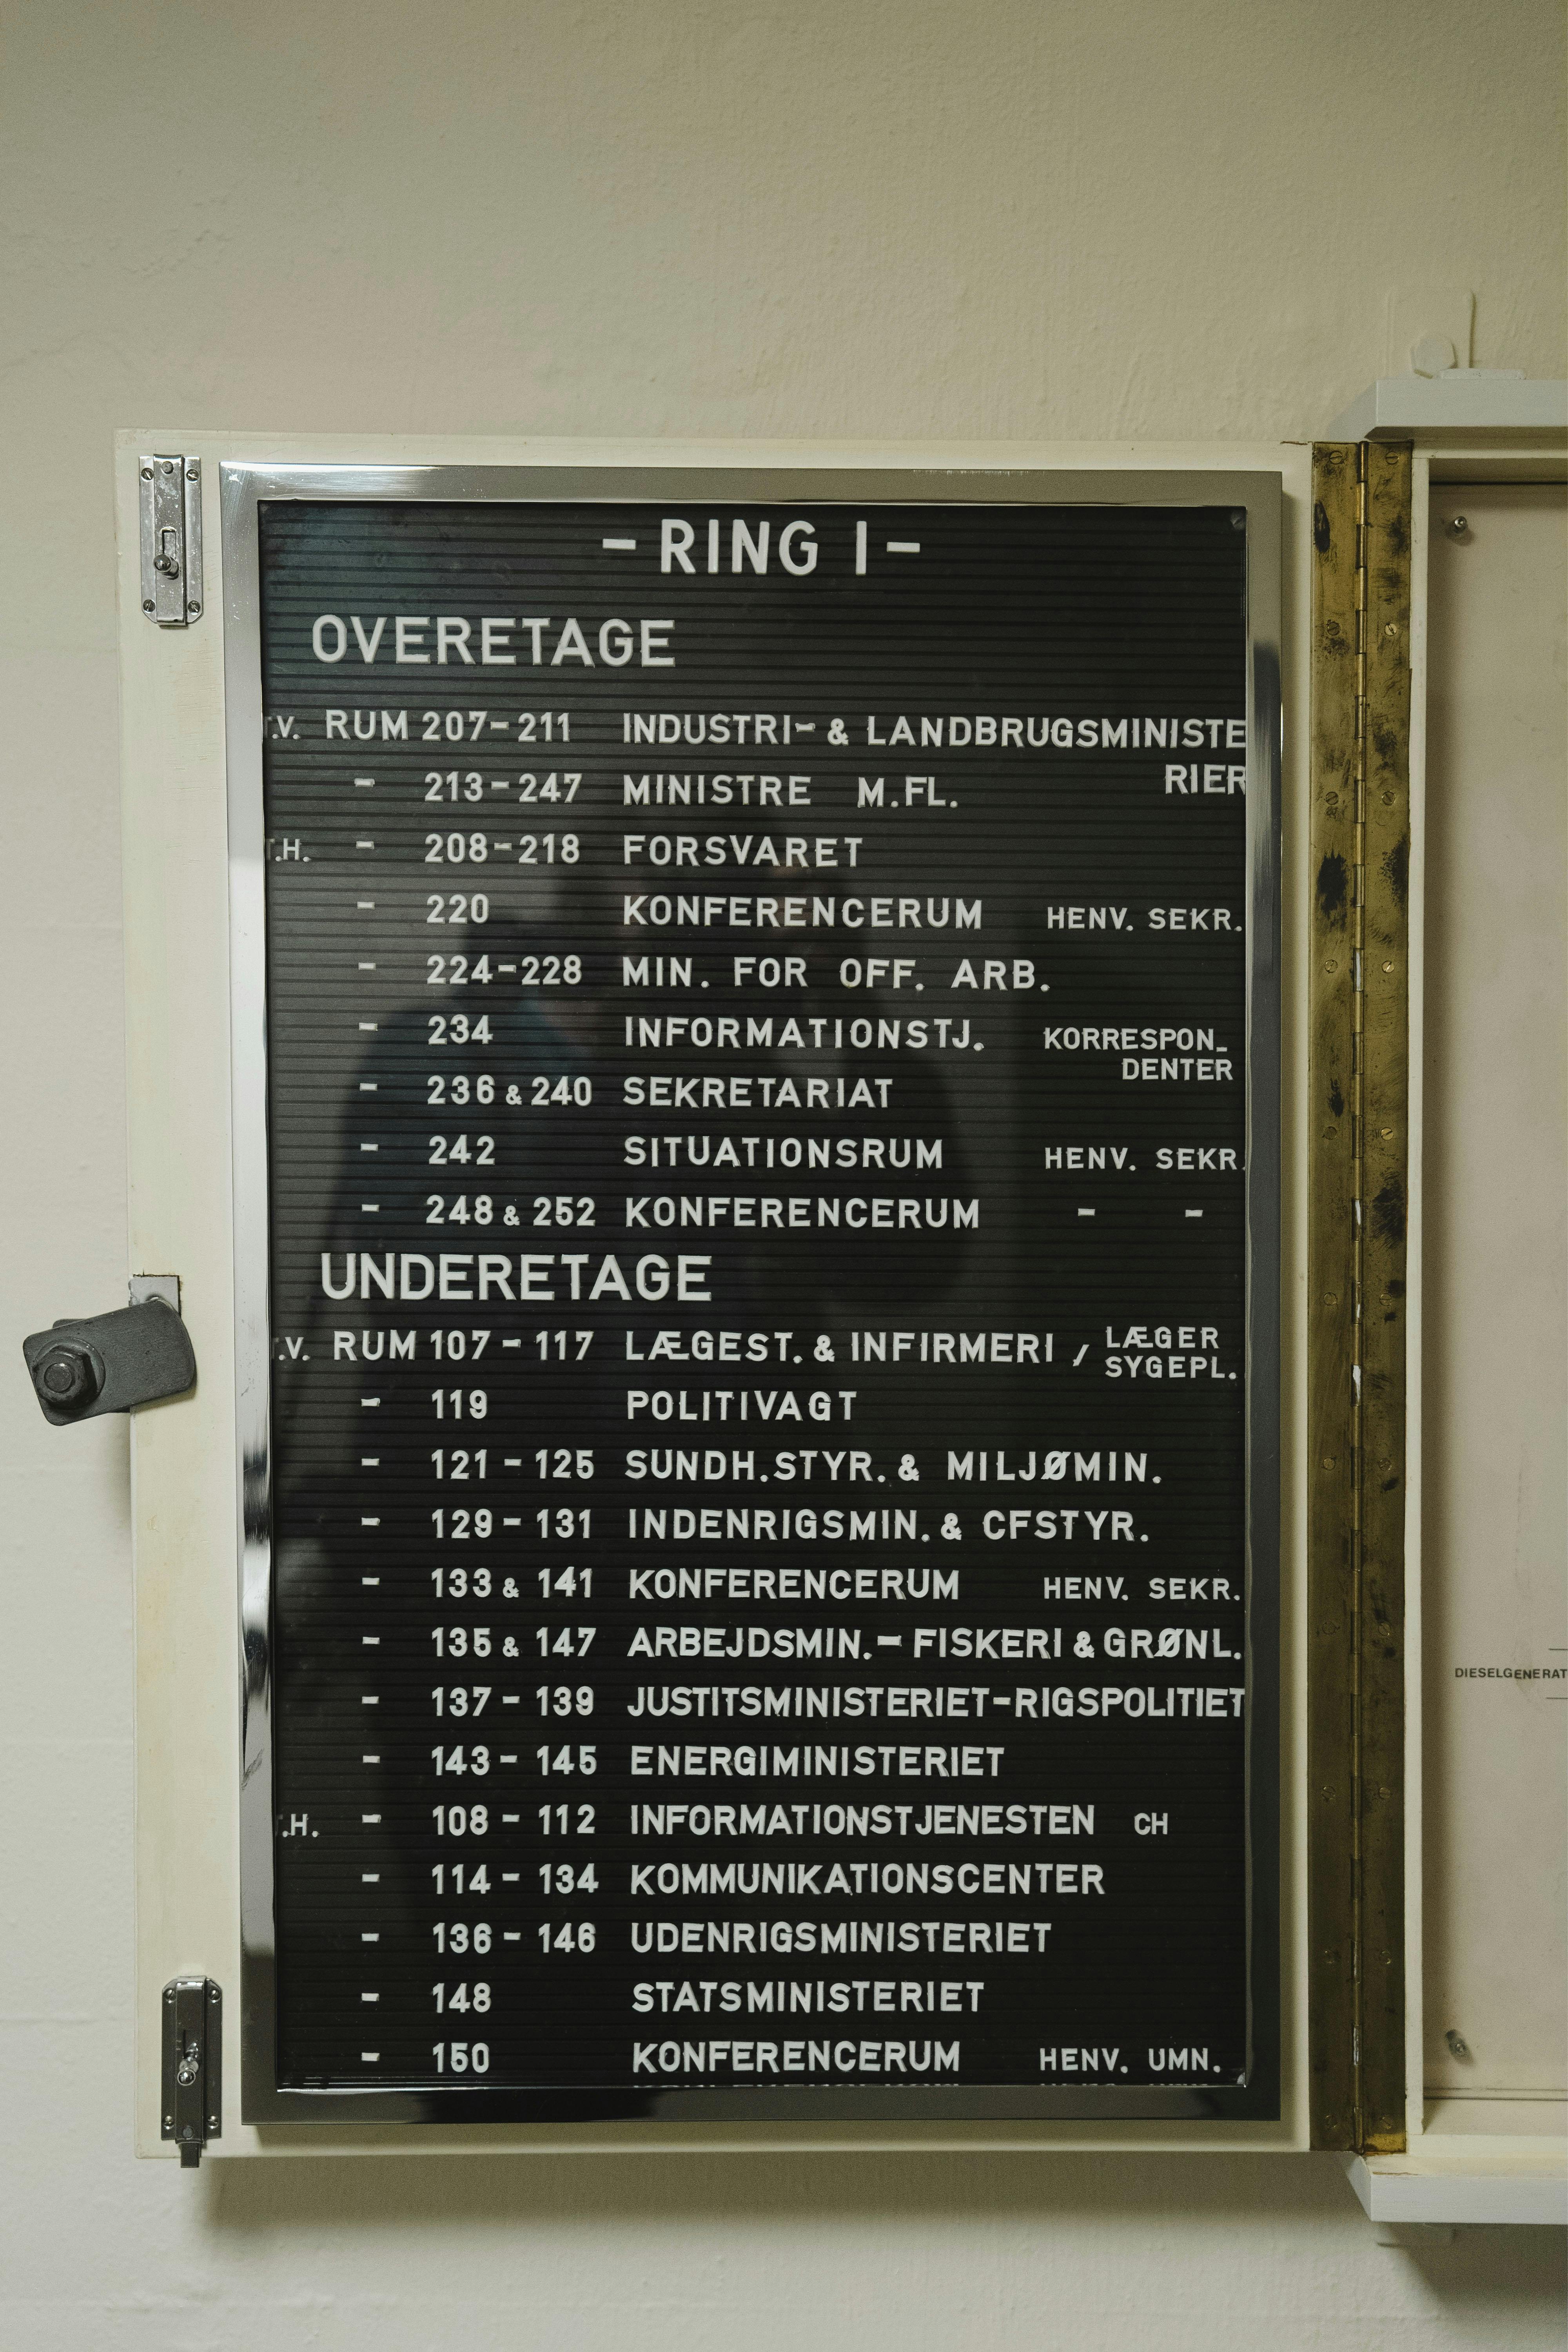 - RING I -
OVERETAGE
T.V. RUM 207-211 INDUSTRI- & LANDBRUGSMINISTE
RIER
- 213-247 MINISTRE M.FL.
T.H. - 208-218 FORSVARET
- 220 KONFERENCERUM HENV. SEKR.
- 224-228 MIN. FOR OFF. ARB.
- 234 INFORMATIONSTJ. KORRESPON-
DENTER
- 236 & 240 SEKRETARIAT
- 242 SITUATIONSRUM HENV. SEKR.
- 248 & 252 KONFERENCERUM - -
UNDERETAGE
T.V. RUM 107 - 117 LÆGEST. & INFIRMERI / LÆGER
SYGEPL.
- 119 POLITIVAGT
- 121 - 125 SUNDH.STYR. & MILJØMIN.
- 129 - 131 INDENRIGSMIN. & CFSTYR.
- 133 & 141 KONFERENCERUM HENV. SEKR.
- 135 & 147 ARBEJDSMIN.- FISKERI & GRØNL.
- 137 - 139 JUSTITSMINISTERIET-RIGSPOLITIET
- 143 - 145 ENERGIMINISTERIET
T.H. - 108 - 112 INFORMATIONSTJENESTEN CH
- 114 - 134 KOMMUNIKATIONSCENTER
- 136 - 146 UDENRIGSMINISTERIET
- 148 STATSMINISTERIET
- 150 KONFERENCERUM HENV. UMN.
DIESELGENERAT